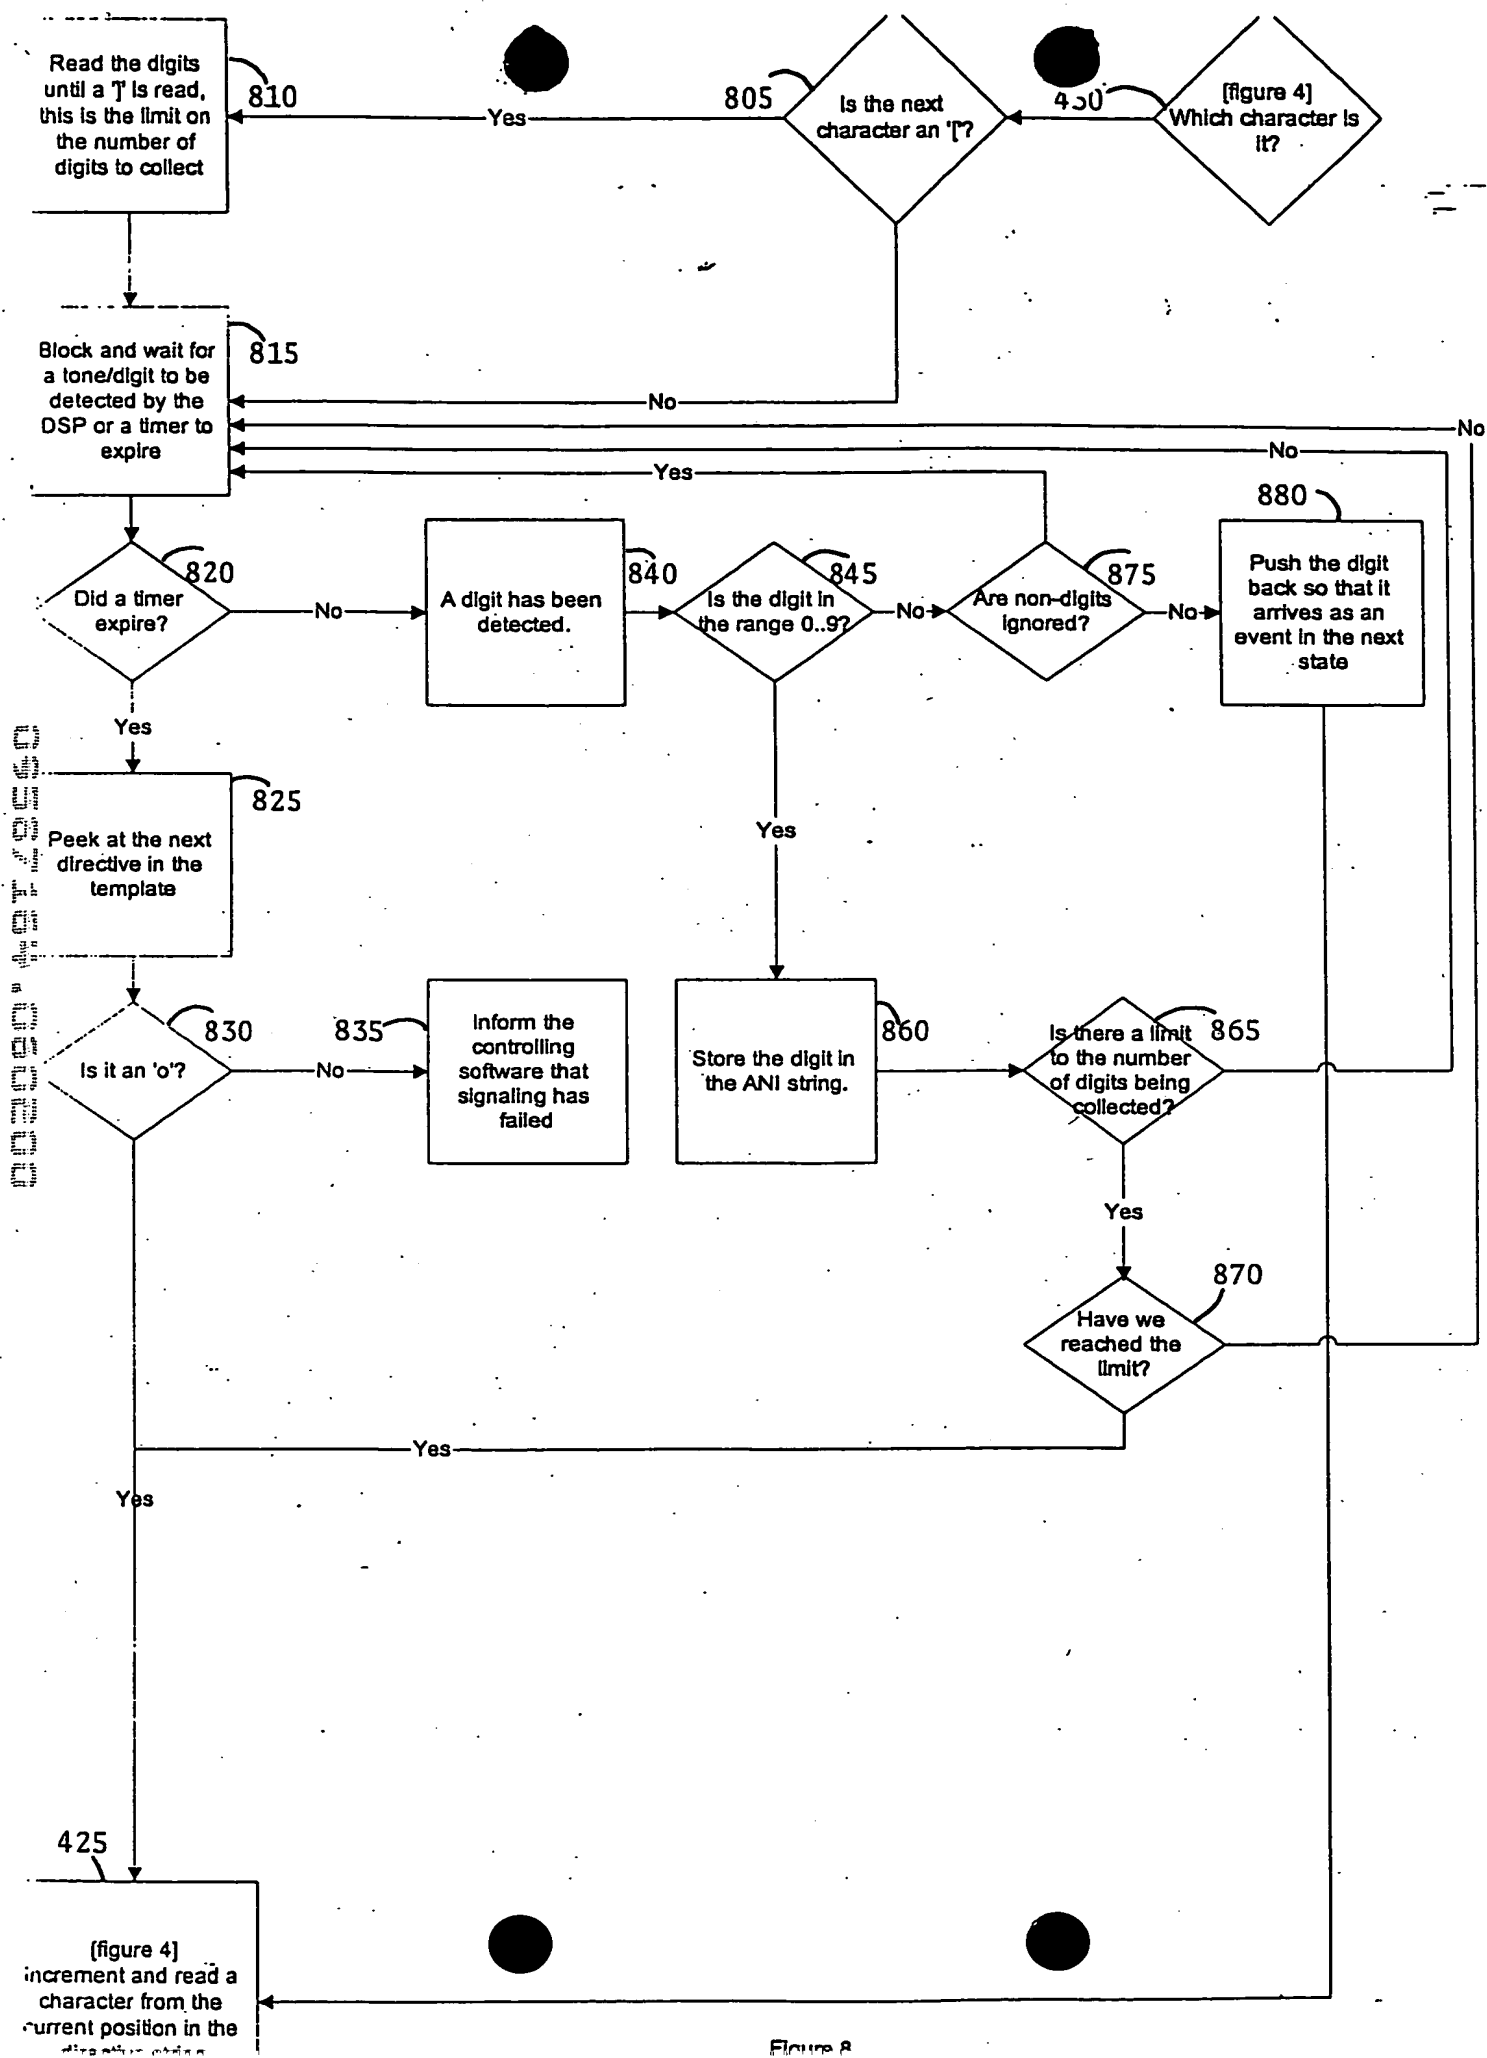 Read the digits
until a ']' is read,
this is the limit on
the number of
digits to collect
810
Yes
805
Is the next
character an '['?
430
[figure 4]
Which character is
it?
Block and wait for
a tone/digit to be
detected by the
DSP or a timer to
expire
815
No
No
No
Yes
880
Did a timer
expire?
820
No
A digit has been
detected.
840
Is the digit in
the range 0..9?
845
No
Are non-digits
ignored?
875
No
Push the digit
back so that it
arrives as an
event in the next
state
Yes
Peek at the next
directive in the
template
825
Yes
Is it an 'o'?
830
No
835
Inform the
controlling
software that
signaling has
failed
Store the digit in
the ANI string.
860
Is there a limit
to the number
of digits being
collected?
865
Yes
Have we
reached the
limit?
870
Yes
Yes
425
[figure 4]
increment and read a
character from the
current position in the
directive string
Figure 8